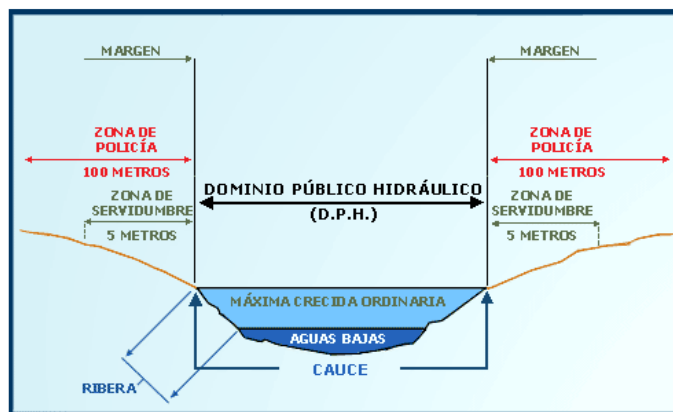 MARGEN
MARGEN
ZONA DE
POLICÍA
100 METROS
ZONA DE
POLICÍA
100 METROS
DOMINIO PÚBLICO HIDRÁULICO
(D.P.H.)
ZONA DE
SERVIDUMBRE
5 METROS
ZONA DE
SERVIDUMBRE
5 METROS
MÁXIMA CRECIDA ORDINARIA
AGUAS BAJAS
CAUCE
RIBERA